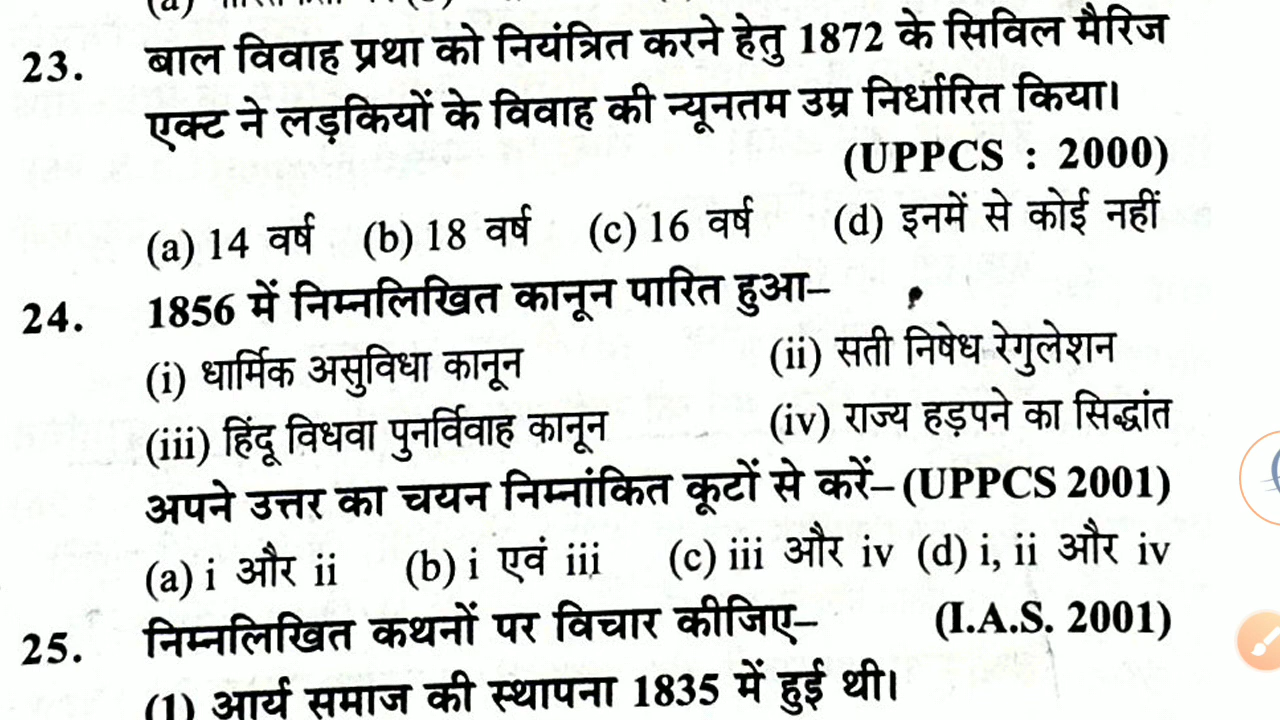 23. बाल विवाह प्रथा को नियंत्रित करने हेतु 1872 के सिविल मैरिज
एक्ट ने लड़कियों के विवाह की न्यूनतम उम्र निर्धारित किया।
(UPPCS : 2000)
(a) 14 वर्ष (b) 18 वर्ष (c) 16 वर्ष (d) इनमें से कोई नहीं
24. 1856 में निम्नलिखित कानून पारित हुआ–
(i) धार्मिक असुविधा कानून (ii) सती निषेध रेगुलेशन
(iii) हिंदू विधवा पुनर्विवाह कानून (iv) राज्य हड़पने का सिद्धांत
अपने उत्तर का चयन निम्नांकित कूटों से करें– (UPPCS 2001)
(a) i और ii (b) i एवं iii (c) iii और iv (d) i, ii और iv
25. निम्नलिखित कथनों पर विचार कीजिए– (I.A.S. 2001)
(1) आर्य समाज की स्थापना 1835 में हुई थी।